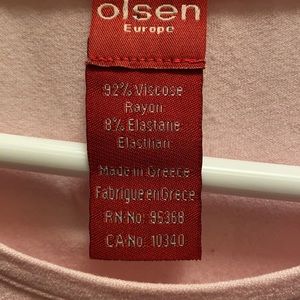 olsen
Europe
92% Viscose
Rayon
8% Elastane
Elasthan
Made in Greece
Fabriqué en Grece
RN-No: 95368
CA-No: 10340